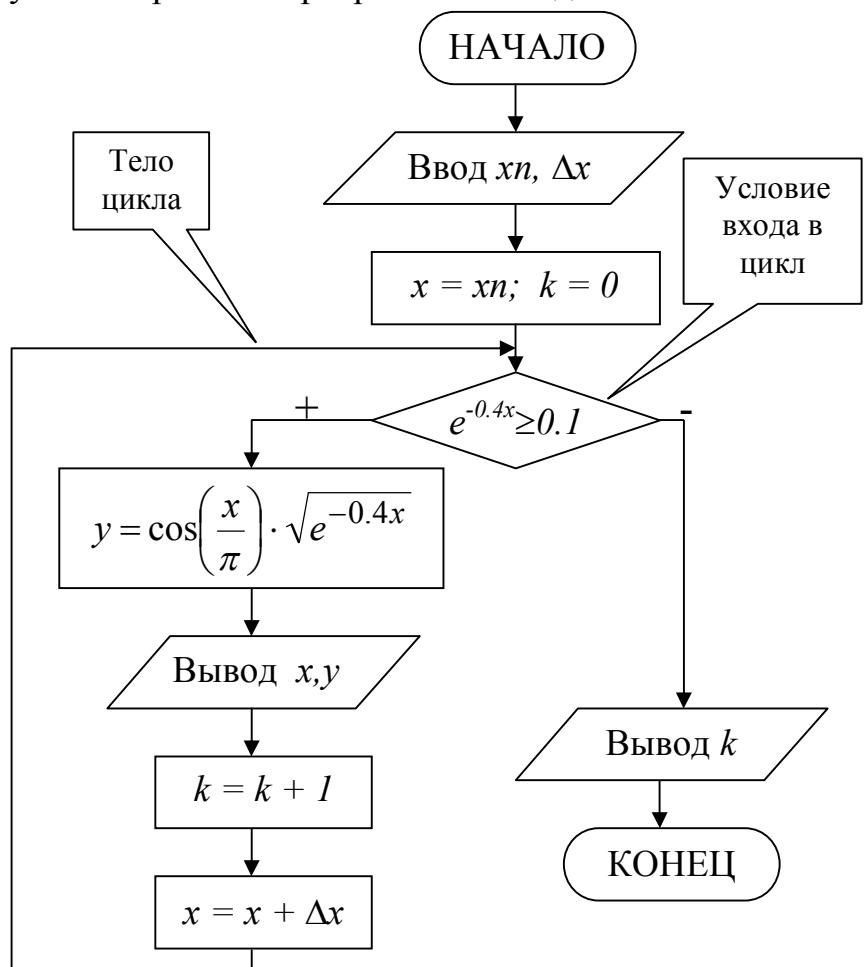 НАЧАЛО
Ввод xn, Δx
Тело
цикла
Условие
входа в
цикл
x = xn; k = 0
e^{-0.4x}≥0.1
+
-
y = cos(x/π) · √e^{−0.4x}
Вывод x,y
k = k + 1
x = x + Δx
Вывод k
КОНЕЦ